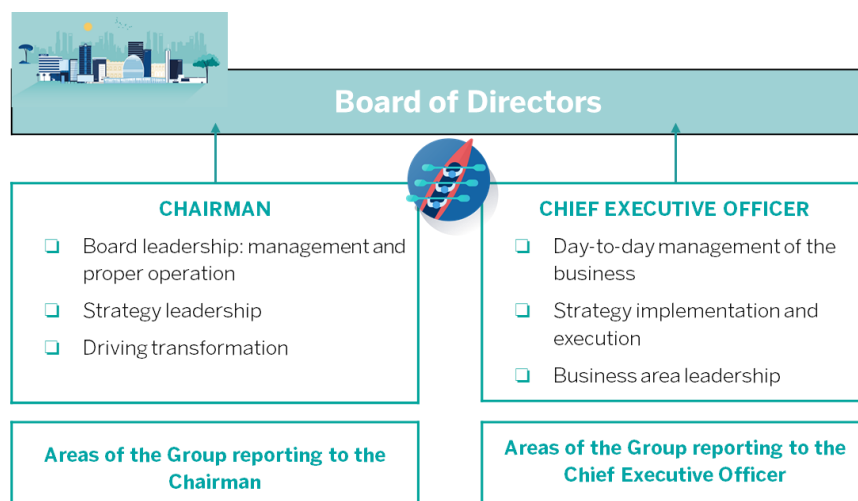 Board of Directors
CHAIRMAN
❑ Board leadership: management and
proper operation
❑ Strategy leadership
❑ Driving transformation
CHIEF EXECUTIVE OFFICER
❑ Day-to-day management of the
business
❑ Strategy implementation and
execution
❑ Business area leadership
Areas of the Group reporting to the
Chairman
Areas of the Group reporting to the
Chief Executive Officer